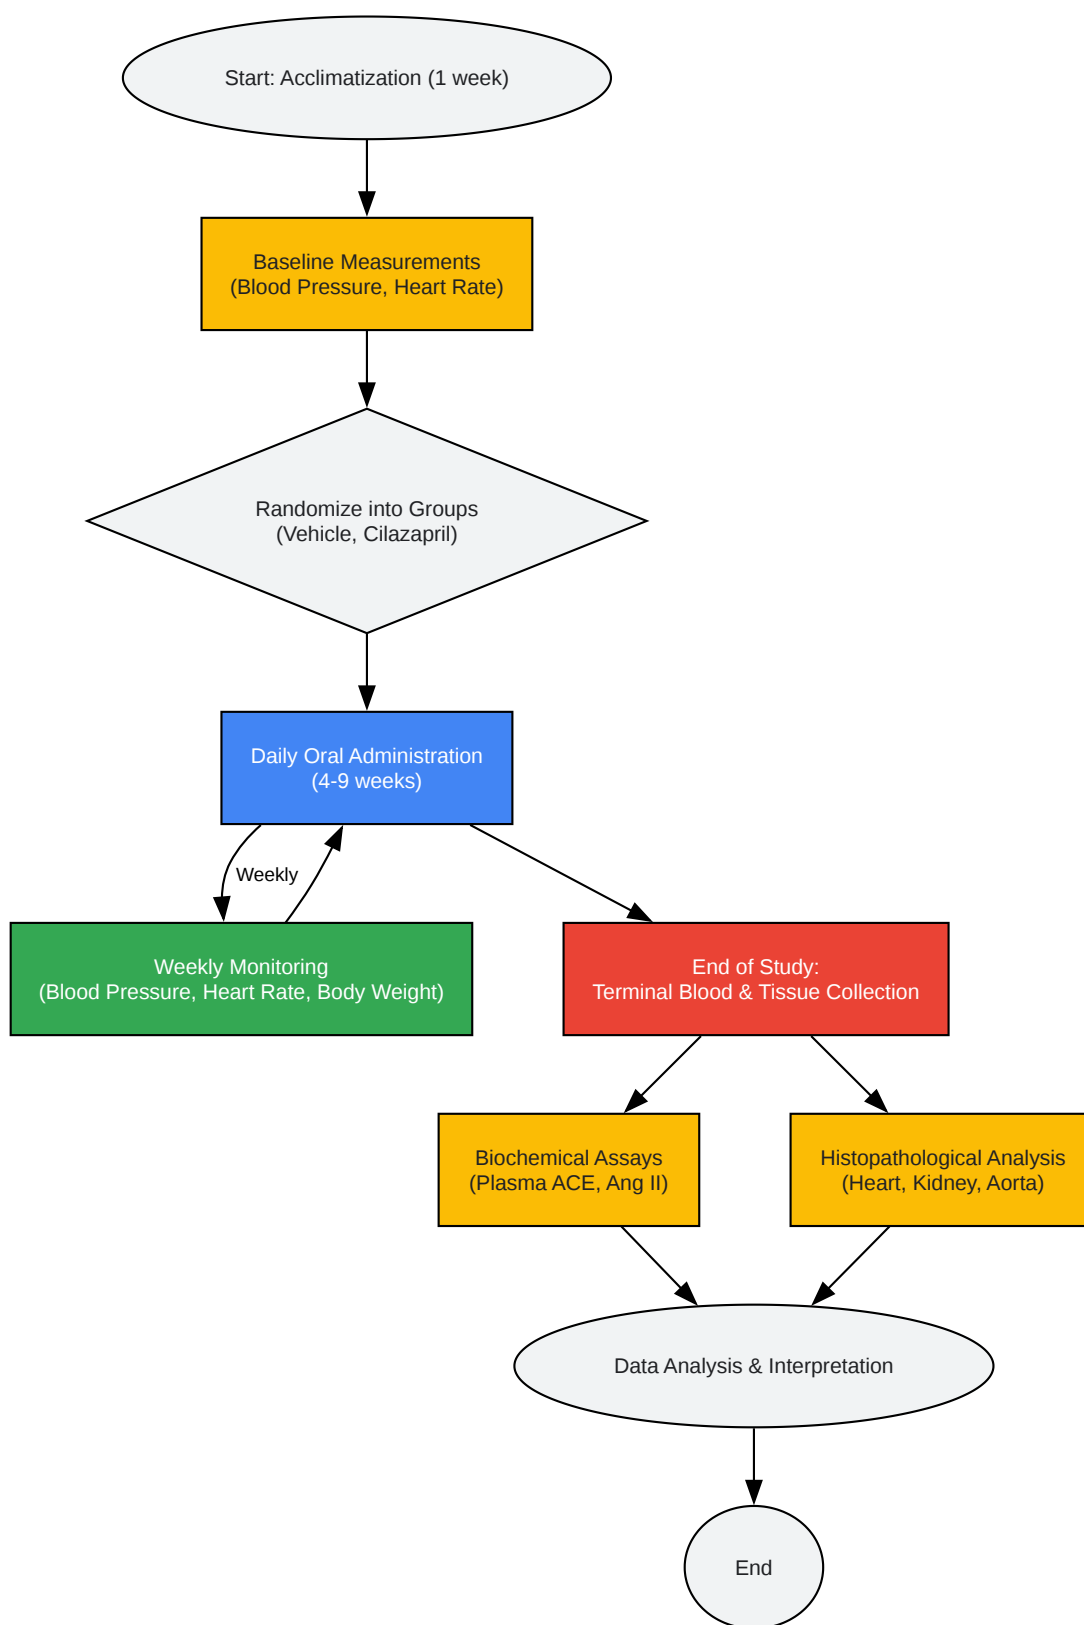 Start: Acclimatization (1 week)
Baseline Measurements
(Blood Pressure, Heart Rate)
Randomize into Groups
(Vehicle, Cilazapril)
Daily Oral Administration
(4-9 weeks)
Weekly
Weekly Monitoring
(Blood Pressure, Heart Rate, Body Weight)
End of Study:
Terminal Blood & Tissue Collection
Biochemical Assays
(Plasma ACE, Ang II)
Histopathological Analysis
(Heart, Kidney, Aorta)
Data Analysis & Interpretation
End